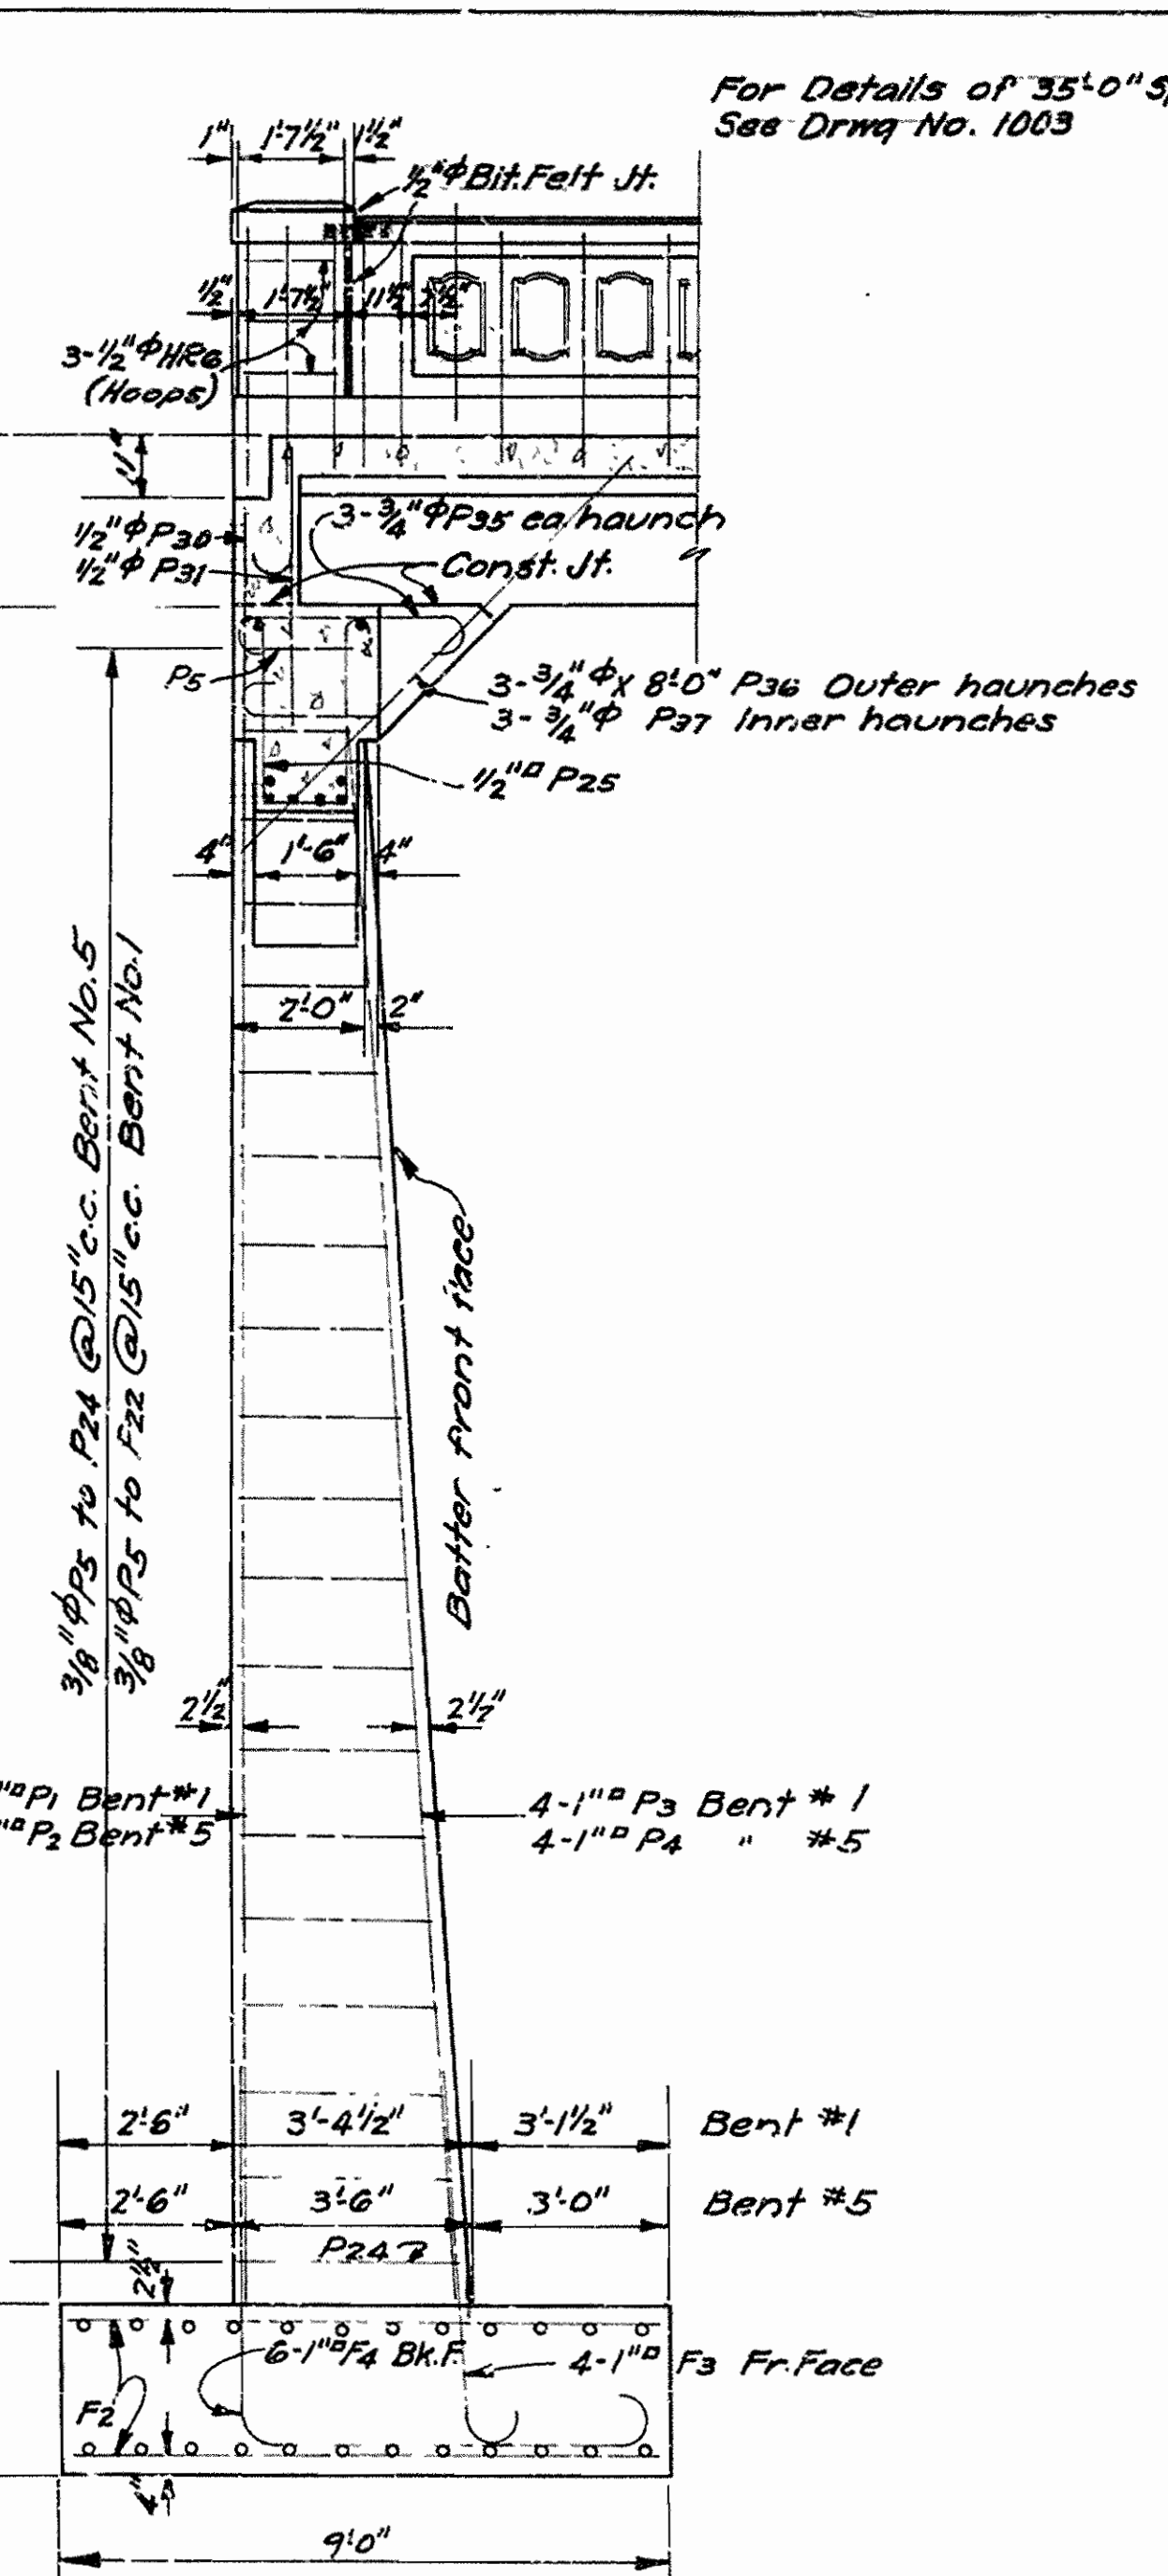 For Details of 35'-0"
See Drwg No. 1003
1" 1'-7½" 1½"
½"ϕ Bit. Felt Jt.
½" 1'-7½" 11½" 7½"
3-½"ϕ HR6
(Hoops)
11"
½"ϕ P30
½"ϕ P31
3-¾"ϕ P35 ea haunch
Const. Jt.
P5
3-¾"ϕ X 8'-0" P36 Outer haunches
3-¾"ϕ P37 Inner haunches
½"▫ P25
4" 1'-6" 4"
2'-0" 2"
3/8"ϕ P5 to P24 @ 15" c.c. Bent No. 5
3/8"ϕ P5 to F22 @ 15" c.c. Bent No. 1
Batter front face
2½" 2½"
"▫ P1 Bent #1
"▫ P2 Bent #5
4-1"▫ P3 Bent # 1
4-1"▫ P4 " #5
2'-6" 3'-4½" 3'-1½" Bent #1
2'-6" 3'-6" 3'-0" Bent #5
P24
2½"
6-1"▫ F4 Bk.F.
4-1"▫ F3 Fr. Face
F2
4"
9'-0"